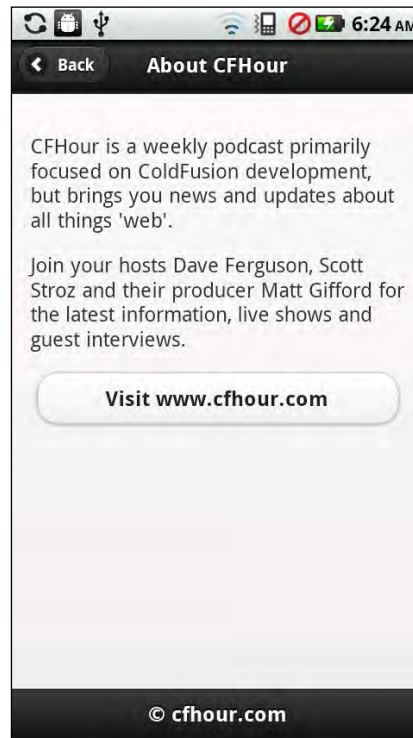 6:24 AM
Back
About CFHour
CFHour is a weekly podcast primarily
focused on ColdFusion development,
but brings you news and updates about
all things 'web'.
Join your hosts Dave Ferguson, Scott
Stroz and their producer Matt Gifford for
the latest information, live shows and
guest interviews.
Visit www.cfhour.com
© cfhour.com